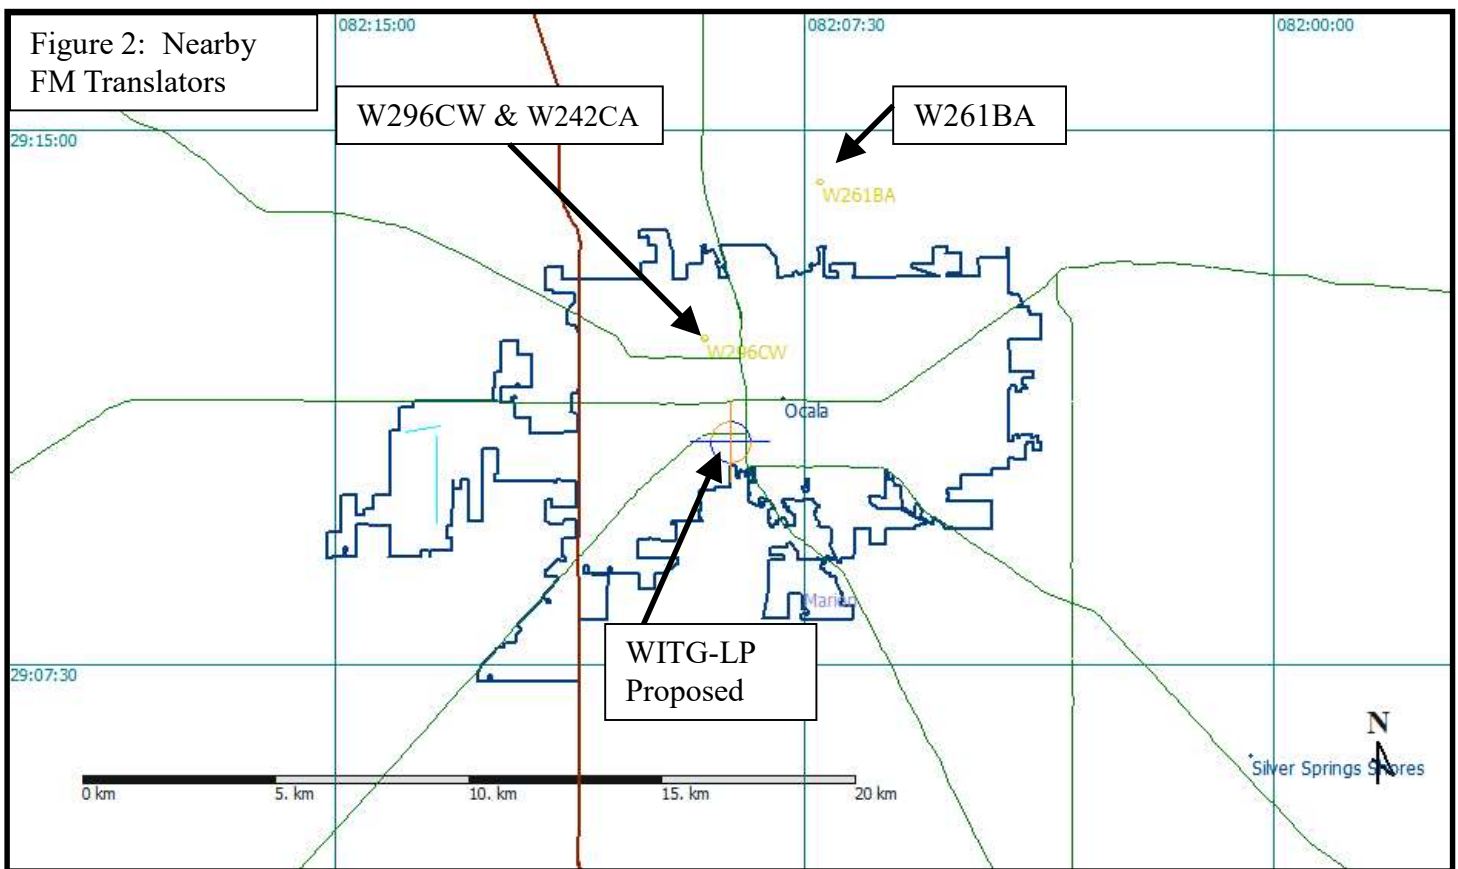 Figure 2: Nearby
FM Translators
082:15:00
082:07:30
082:00:00
W296CW & W242CA
W261BA
29:15:00
W261BA
W296CW
Ocala
Marion
WITG-LP
Proposed
29:07:30
N
Silver Springs Shores
0 km
5. km
10. km
15. km
20 km